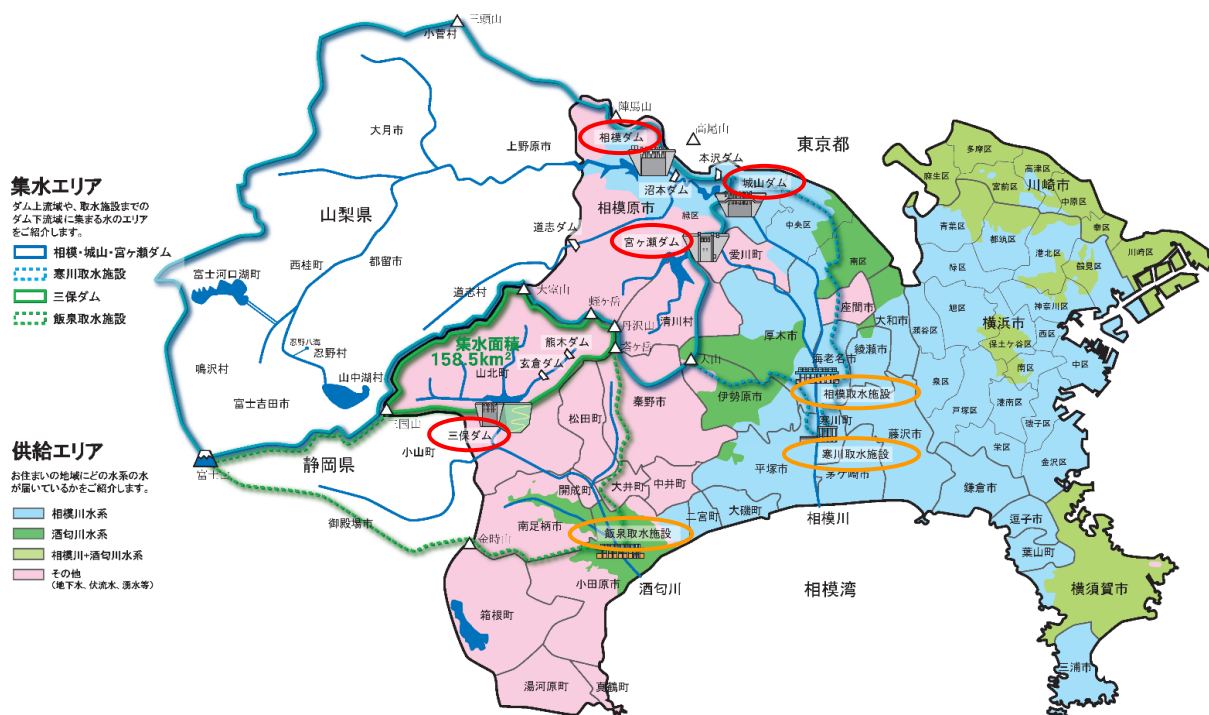 集水エリア
ダム上流域や、取水施設までの
ダム下流域に集まる水のエリア
をご紹介します。
相模・城山・宮ヶ瀬ダム
寒川取水施設
三保ダム
飯泉取水施設
供給エリア
お住まいの地域にどの水系の水
が届いているかをご紹介します。
相模川水系
酒匂川水系
相模川+酒匂川水系
その他
(地下水、伏流水、湧水等)
三頭山
小菅村
大月市
上野原市
山梨県
西桂町
都留市
富士河口湖町
道志村
忍野八海
忍野村
鳴沢村
山中湖村
富士吉田市
富士山
静岡県
御殿場市
小山町
三国山
金時山
陣馬山
相模ダム
高尾山
東京都
本沢ダム
城山ダム
沼本ダム
相模原市
緑区
中央区
南区
道志ダム
宮ヶ瀬ダム
愛川町
大室山
蛭ヶ岳
丹沢山
塔ヶ岳
清川村
集水面積
158.5km²
熊木ダム
玄倉ダム
山北町
三保ダム
松田町
秦野市
大山
厚木市
伊勢原市
座間市
大和市
綾瀬市
海老名市
相模取水施設
寒川町
寒川取水施設
藤沢市
茅ケ崎市
平塚市
開成町
大井町
中井町
南足柄市
飯泉取水施設
二宮町
大磯町
小田原市
酒匂川
相模川
相模湾
箱根町
湯河原町
真鶴町
鎌倉市
逗子市
葉山町
横須賀市
三浦市
川崎市
多摩区
麻生区
高津区
宮前区
中原区
幸区
川崎区
横浜市
青葉区
都筑区
港北区
鶴見区
緑区
神奈川区
旭区
瀬谷区
西区
保土ケ谷区
中区
南区
泉区
戸塚区
港南区
磯子区
栄区
金沢区